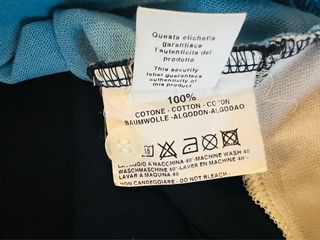 Questa etichetta
garantisce
l'autenticita del
prodotto
This security
label guarantees
authenticity of
this product
100%
COTONE - COTTON - COTON
BAUMWOLLE-ALGODON-ALGODAO
LAVAGGIO A MACCHINA 40°-MACHINE WASH 40
WASCHMASCHINE 40°-LAVER EN MACHINE 40°
LAVAR A MAQUINA 40
NON CANDEGGIARE - DO NOT BLEACH -